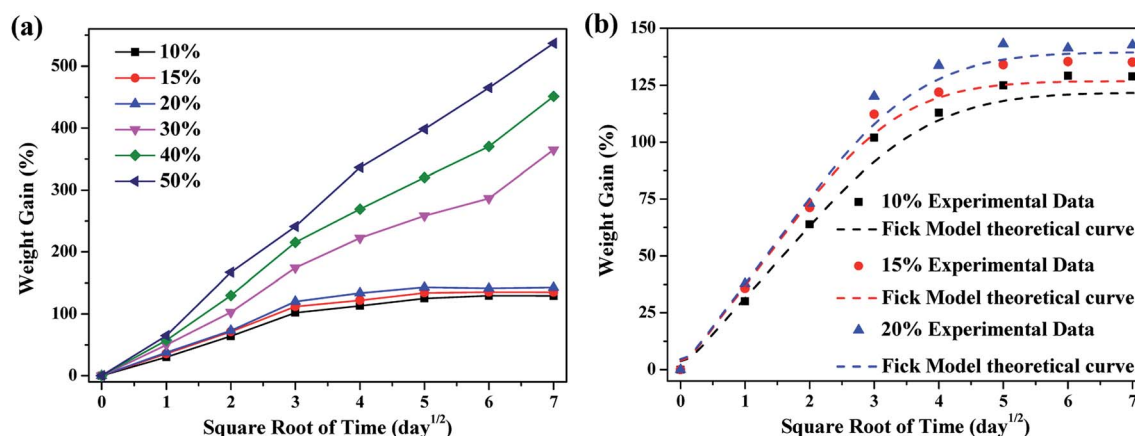 (a)
500
400
300
200
100
0
Weight Gain (%)
10%
15%
20%
30%
40%
50%
0 1 2 3 4 5 6 7
Square Root of Time (day1/2)
(b)
150
125
100
75
50
25
0
Weight Gain (%)
10% Experimental Data
Fick Model theoretical curve
15% Experimental Data
Fick Model theoretical curve
20% Experimental Data
Fick Model theoretical curve
0 1 2 3 4 5 6 7
Square Root of Time (day1/2)